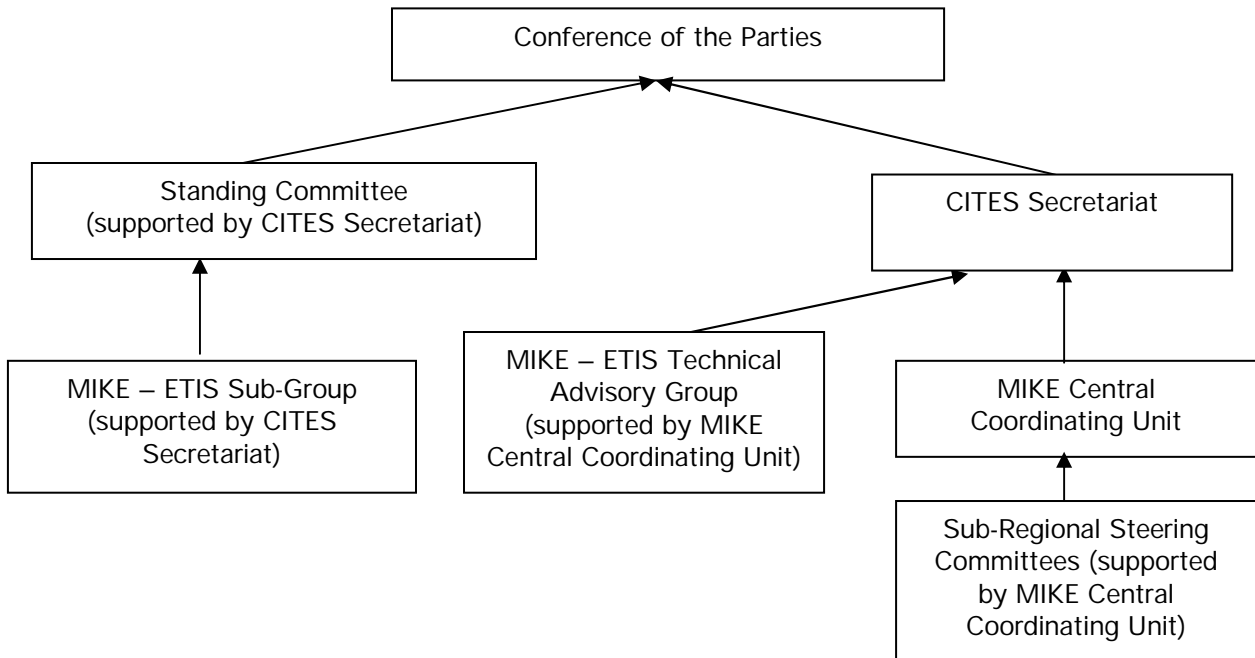 Conference of the Parties
Standing Committee
(supported by CITES Secretariat)
CITES Secretariat
MIKE – ETIS Sub-Group
(supported by CITES
Secretariat)
MIKE – ETIS Technical
Advisory Group
(supported by MIKE
Central Coordinating Unit)
MIKE Central
Coordinating Unit
Sub-Regional Steering
Committees (supported
by MIKE Central
Coordinating Unit)